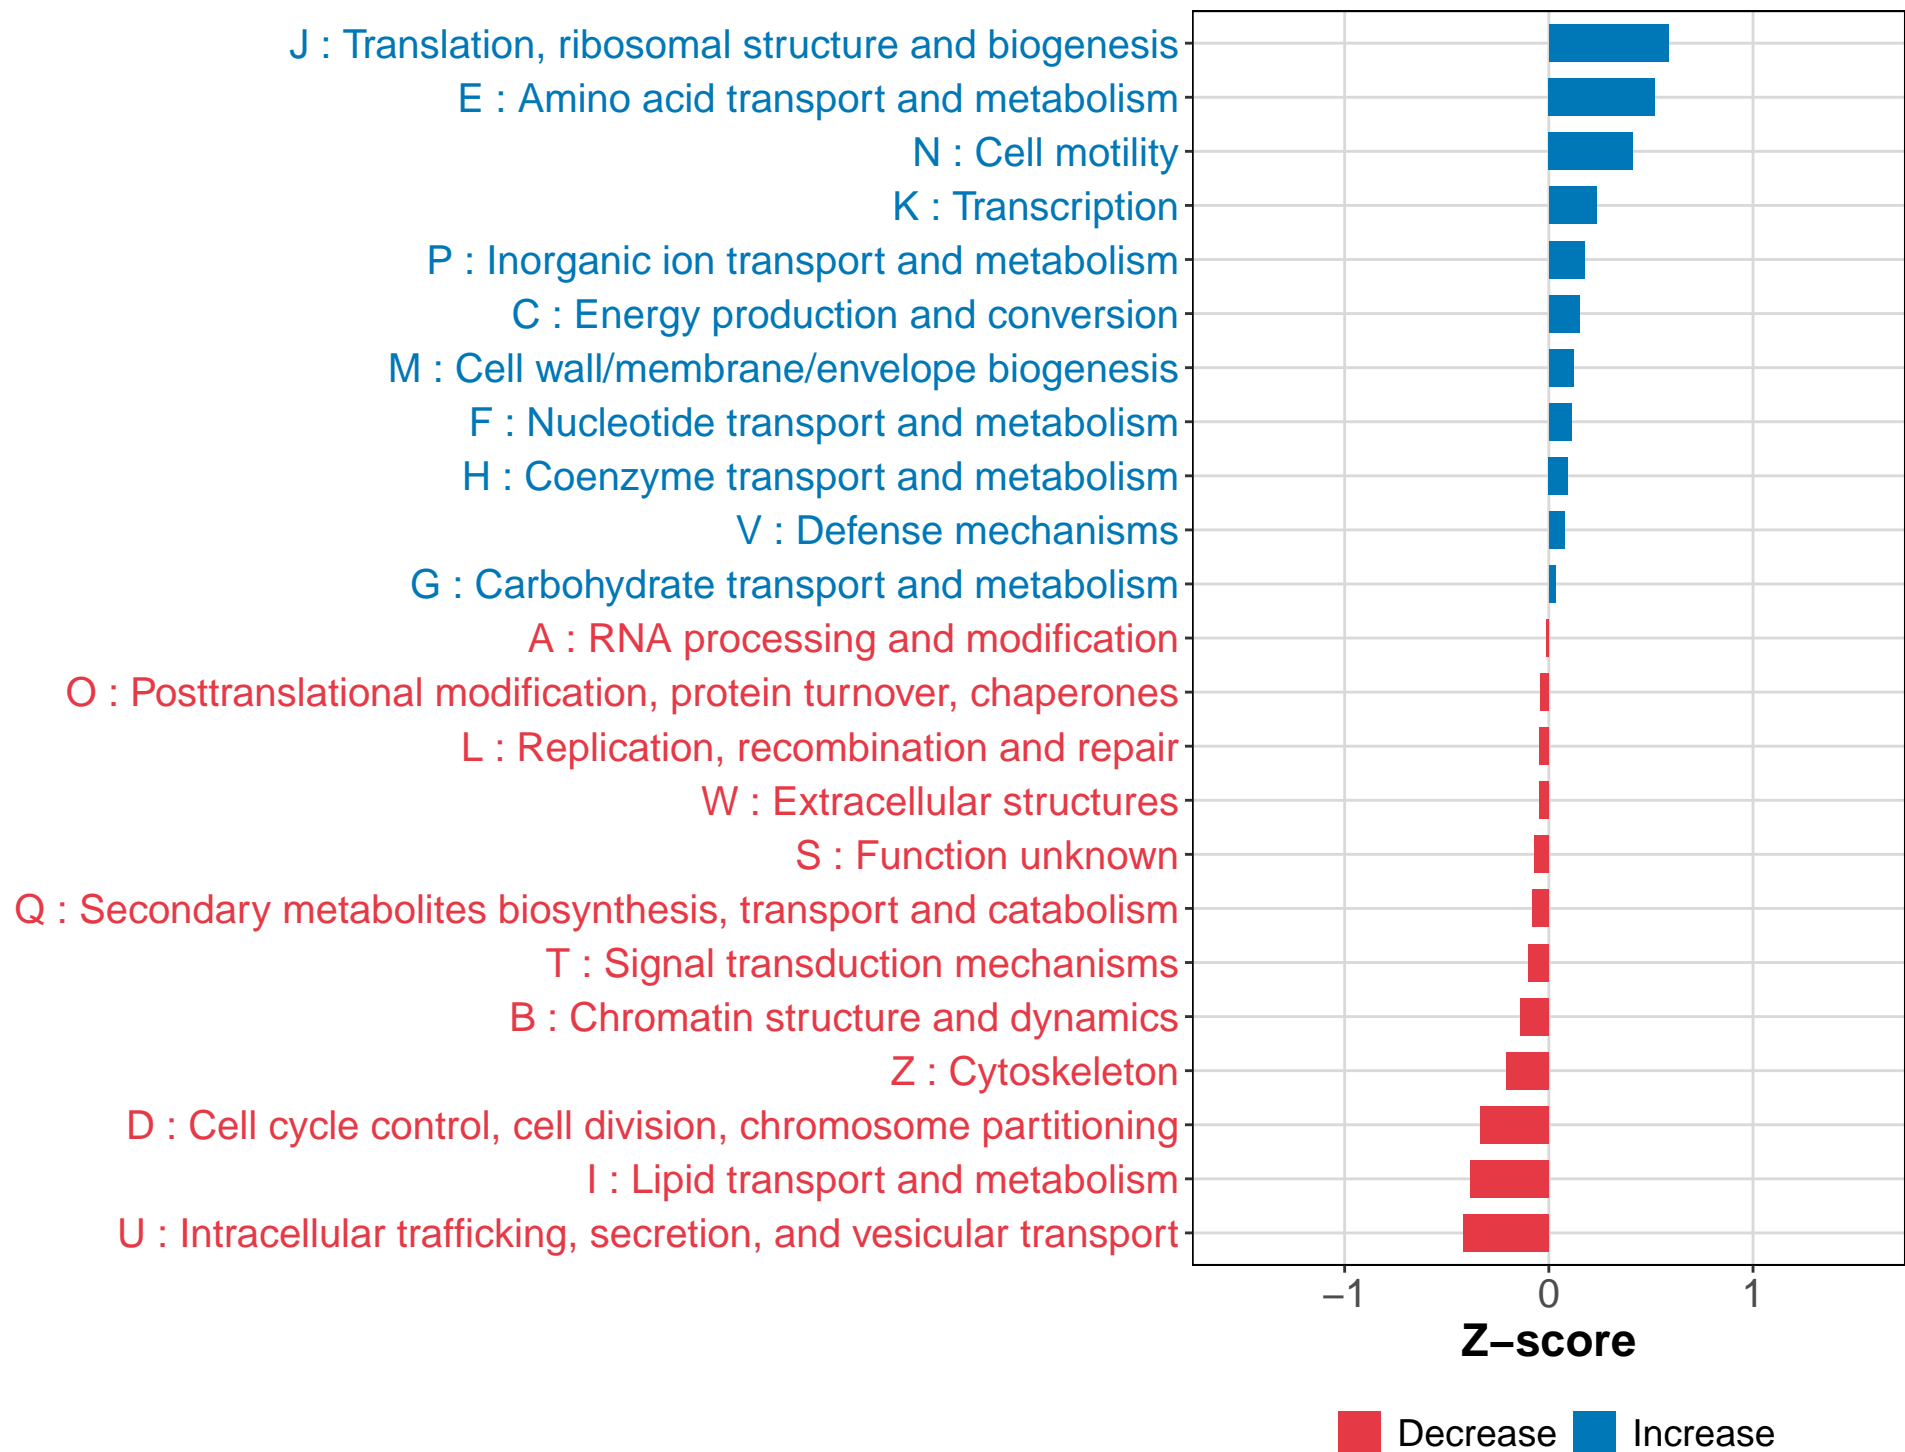 J : Translation, ribosomal structure and biogenesis
E : Amino acid transport and metabolism
N : Cell motility
K : Transcription
P : Inorganic ion transport and metabolism
C : Energy production and conversion
M : Cell wall/membrane/envelope biogenesis
F : Nucleotide transport and metabolism
H : Coenzyme transport and metabolism
V : Defense mechanisms
G : Carbohydrate transport and metabolism
A : RNA processing and modification
O : Posttranslational modification, protein turnover, chaperones
L : Replication, recombination and repair
W : Extracellular structures
S : Function unknown
Q : Secondary metabolites biosynthesis, transport and catabolism
T : Signal transduction mechanisms
B : Chromatin structure and dynamics
Z : Cytoskeleton
D : Cell cycle control, cell division, chromosome partitioning
I : Lipid transport and metabolism
U : Intracellular trafficking, secretion, and vesicular transport
−1 0 1
Z−score
Decrease Increase